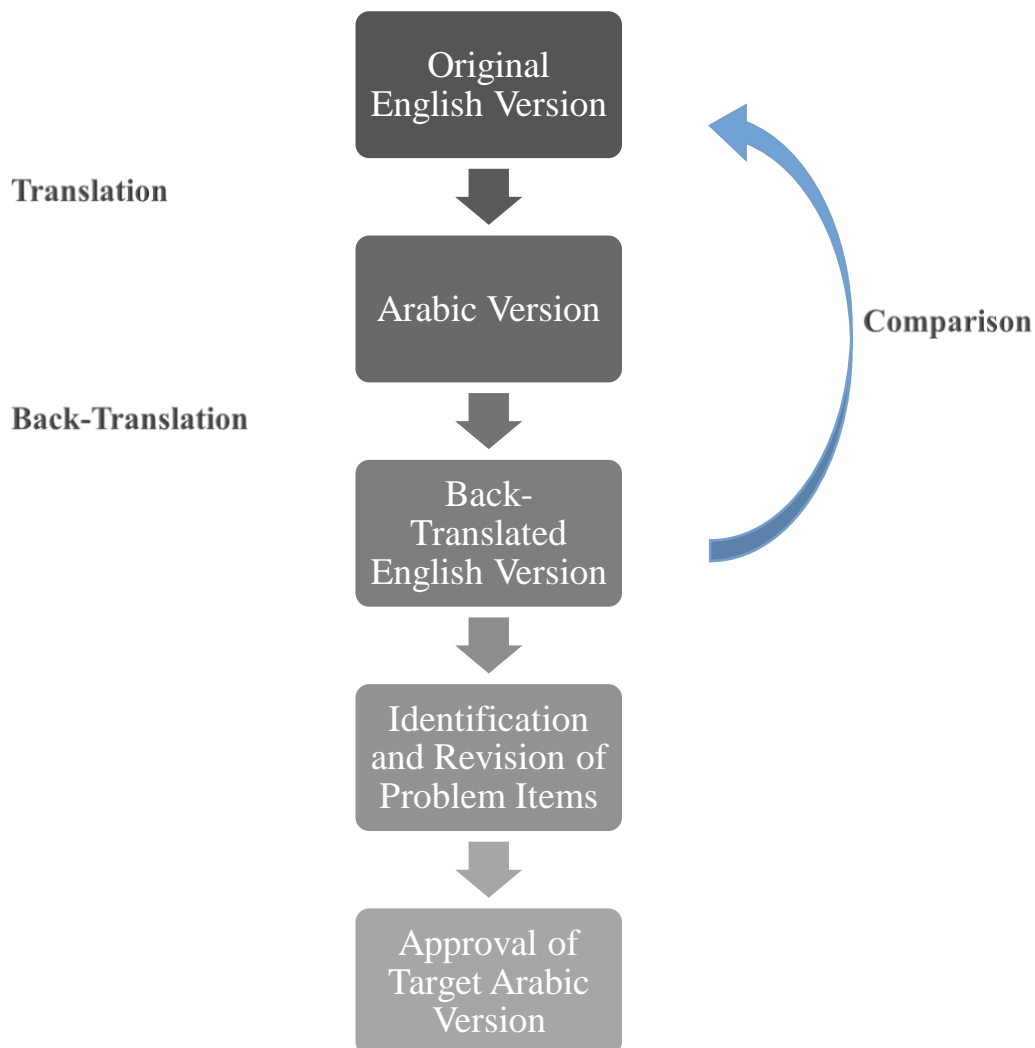 Original
English Version
Translation
Arabic Version
Comparison
Back-Translation
Back-
Translated
English Version
Identification
and Revision of
Problem Items
Approval of
Target Arabic
Version